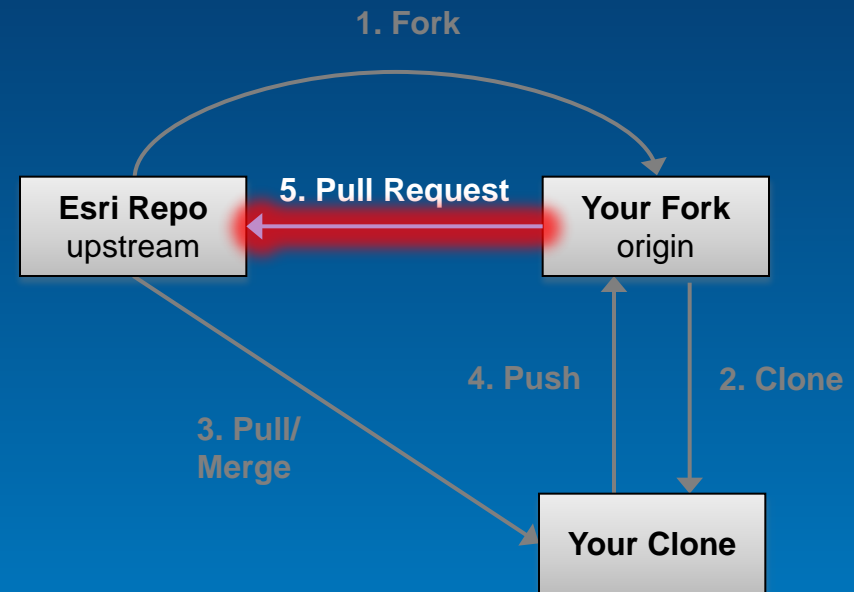 1. Fork
5. Pull Request
Esri Repo
upstream
Your Fork
origin
4. Push
2. Clone
3. Pull/
Merge
Your Clone